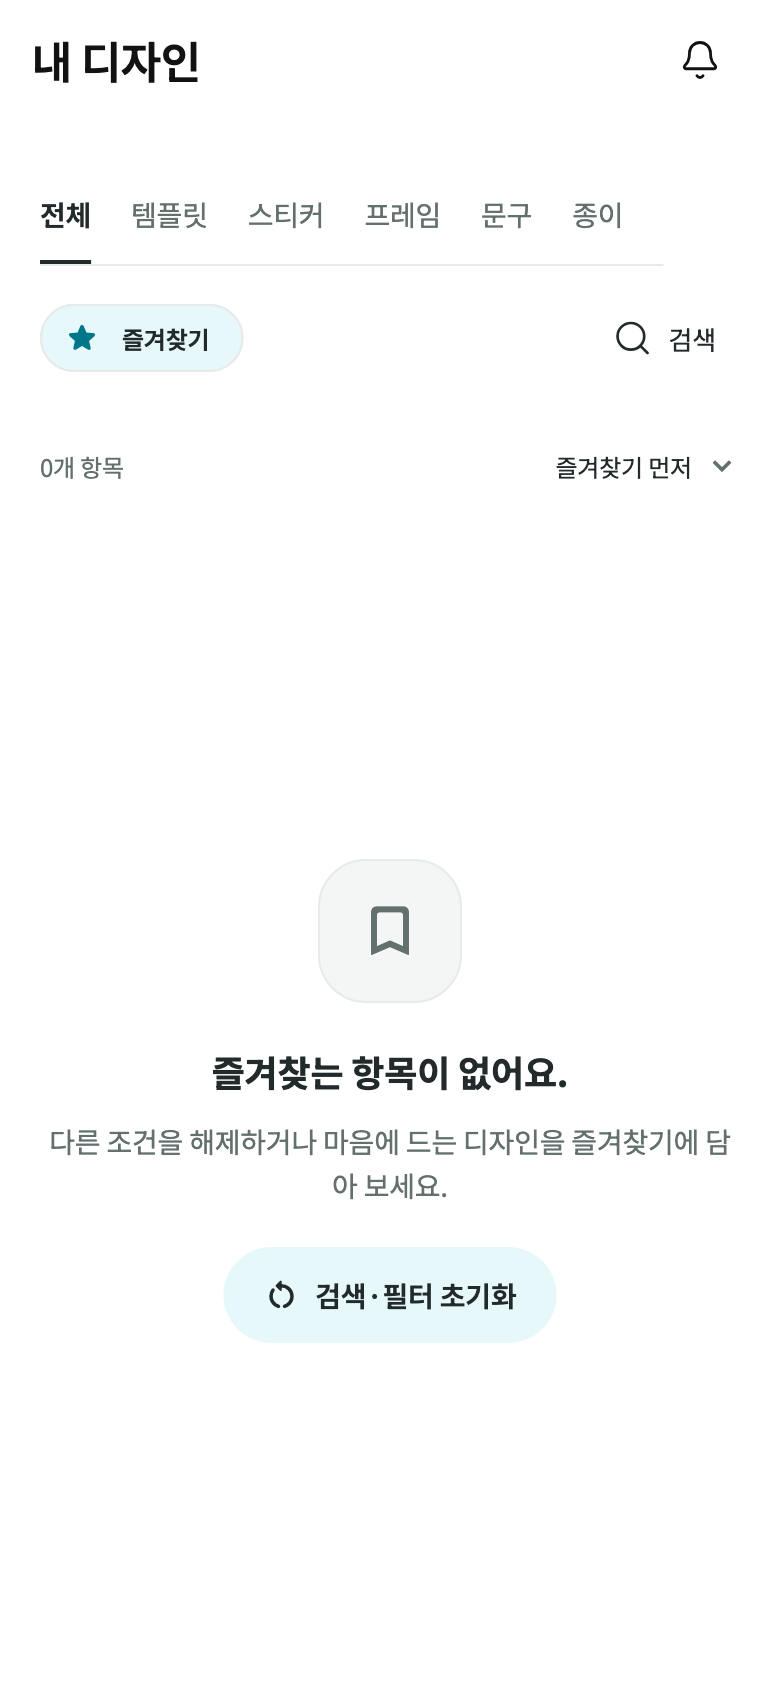 내 디자인
전체 템플릿 스티커 프레임 문구 종이
즐겨찾기 검색
0개 항목 즐겨찾기 먼저
즐겨찾는 항목이 없어요.
다른 조건을 해제하거나 마음에 드는 디자인을 즐겨찾기에 담
아 보세요.
검색·필터 초기화